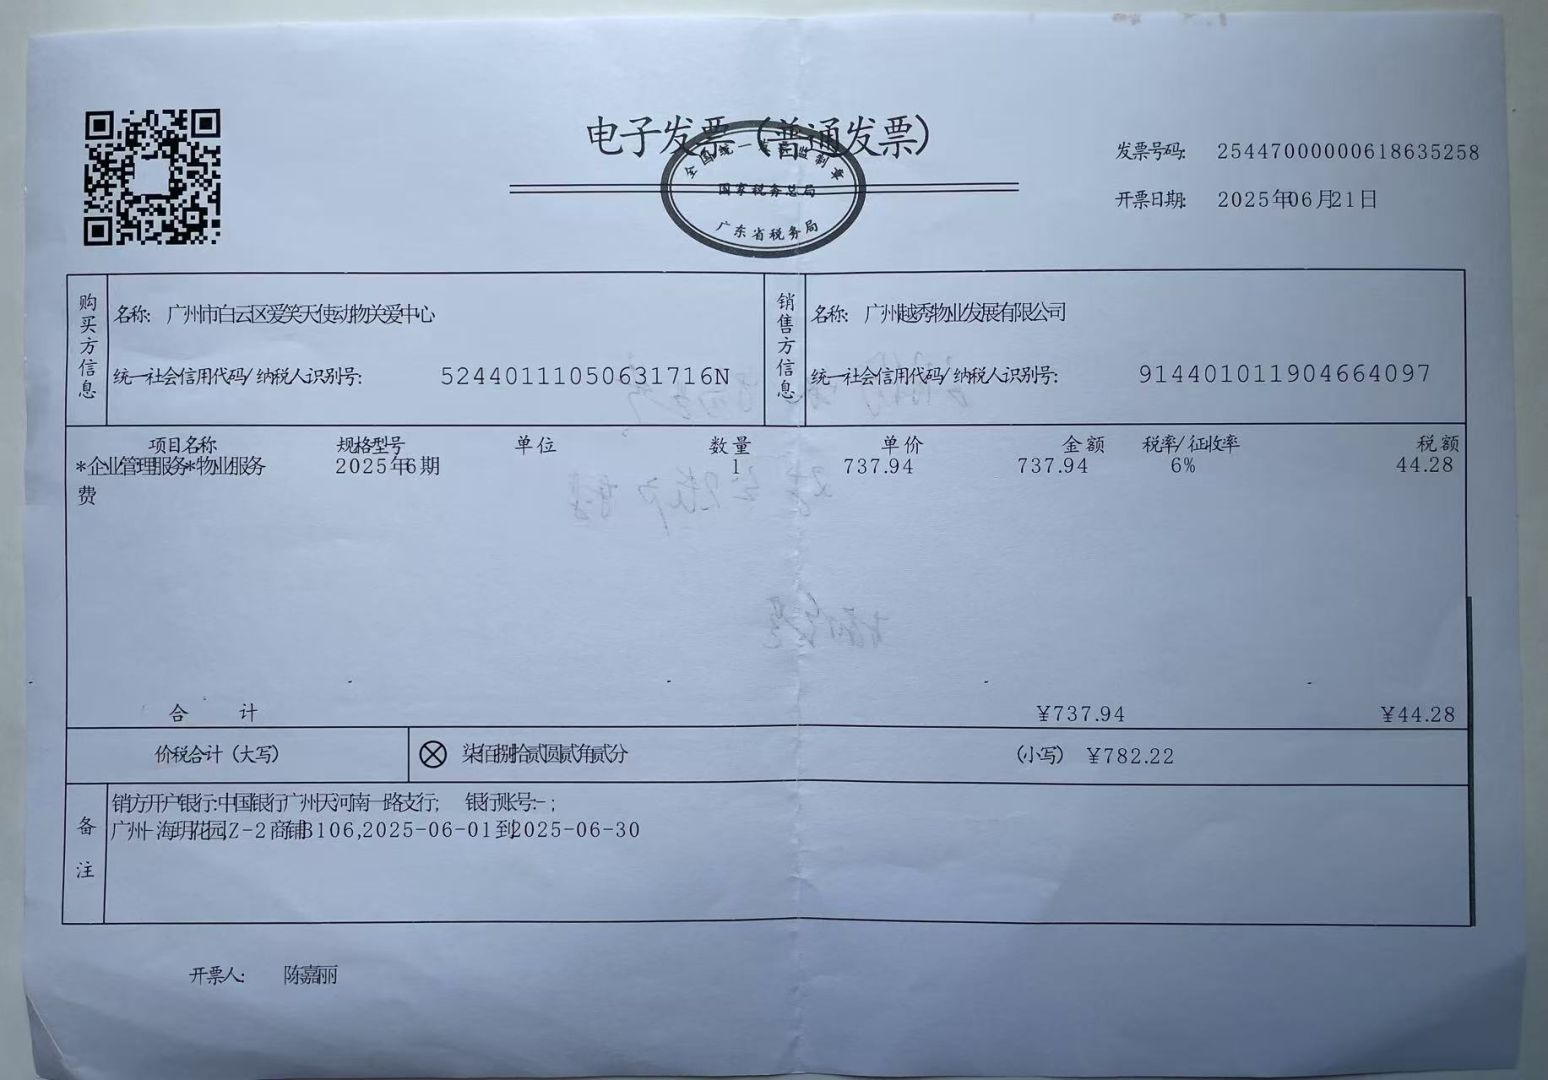 电子发票（普通发票）
全国统一发票监制章
国家税务总局
广东省税务局
发票号码: 25447000000618635258
开票日期: 2025年06月21日
购买方信息
名称: 广州市白云区爱笑天使动物关爱中心
统一社会信用代码/纳税人识别号: 52440111050631716N
销售方信息
名称: 广州越秀物业发展有限公司
统一社会信用代码/纳税人识别号: 914401011904664097
项目名称 规格型号 单位 数量 单价 金额 税率/征收率 税额
*企业管理服务*物业服务 2025年6期 1 737.94 737.94 6% 44.28
费
合 计 ¥737.94 ¥44.28
价税合计（大写） 柒佰捌拾贰圆贰角贰分 （小写） ¥782.22
备注
销方开户银行:中国银行广州天河南一路支行; 银行账号:-;
广州-海玥花园,Z-2商铺B106,2025-06-01到2025-06-30
开票人: 陈嘉丽